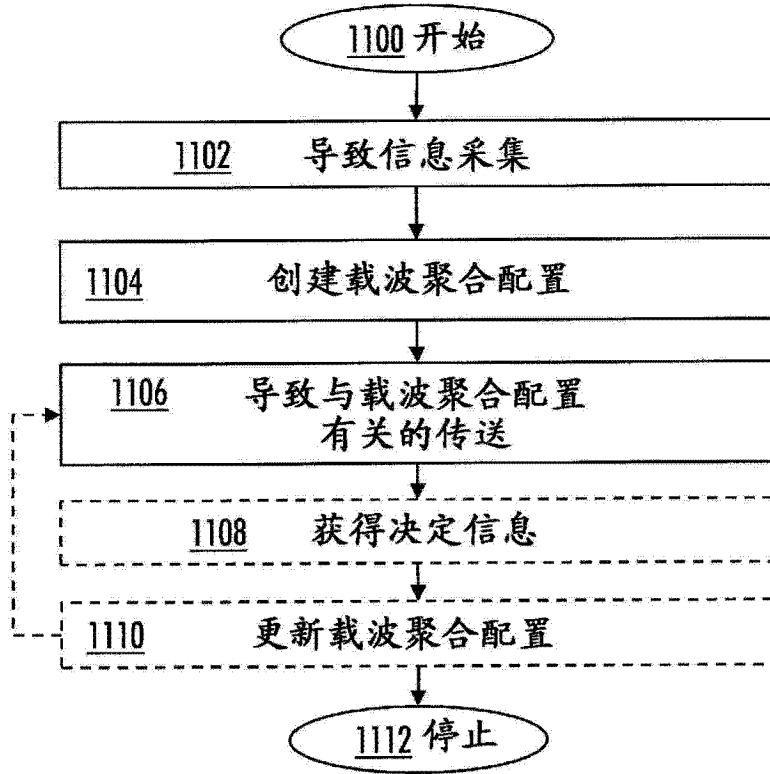 1100 开始
1102 导致信息采集
1104 创建载波聚合配置
1106 导致与载波聚合配置
有关的传送
1108 获得决定信息
1110 更新载波聚合配置
1112 停止